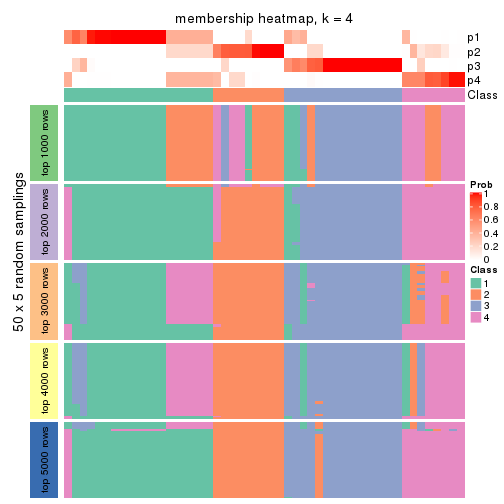 membership heatmap, k = 4
p1
p2
p3
p4
Class
50 x 5 random samplings
top 1000 rows
top 2000 rows
top 3000 rows
top 4000 rows
top 5000 rows
Prob
1
0.8
0.6
0.4
0.2
0
Class
1
2
3
4